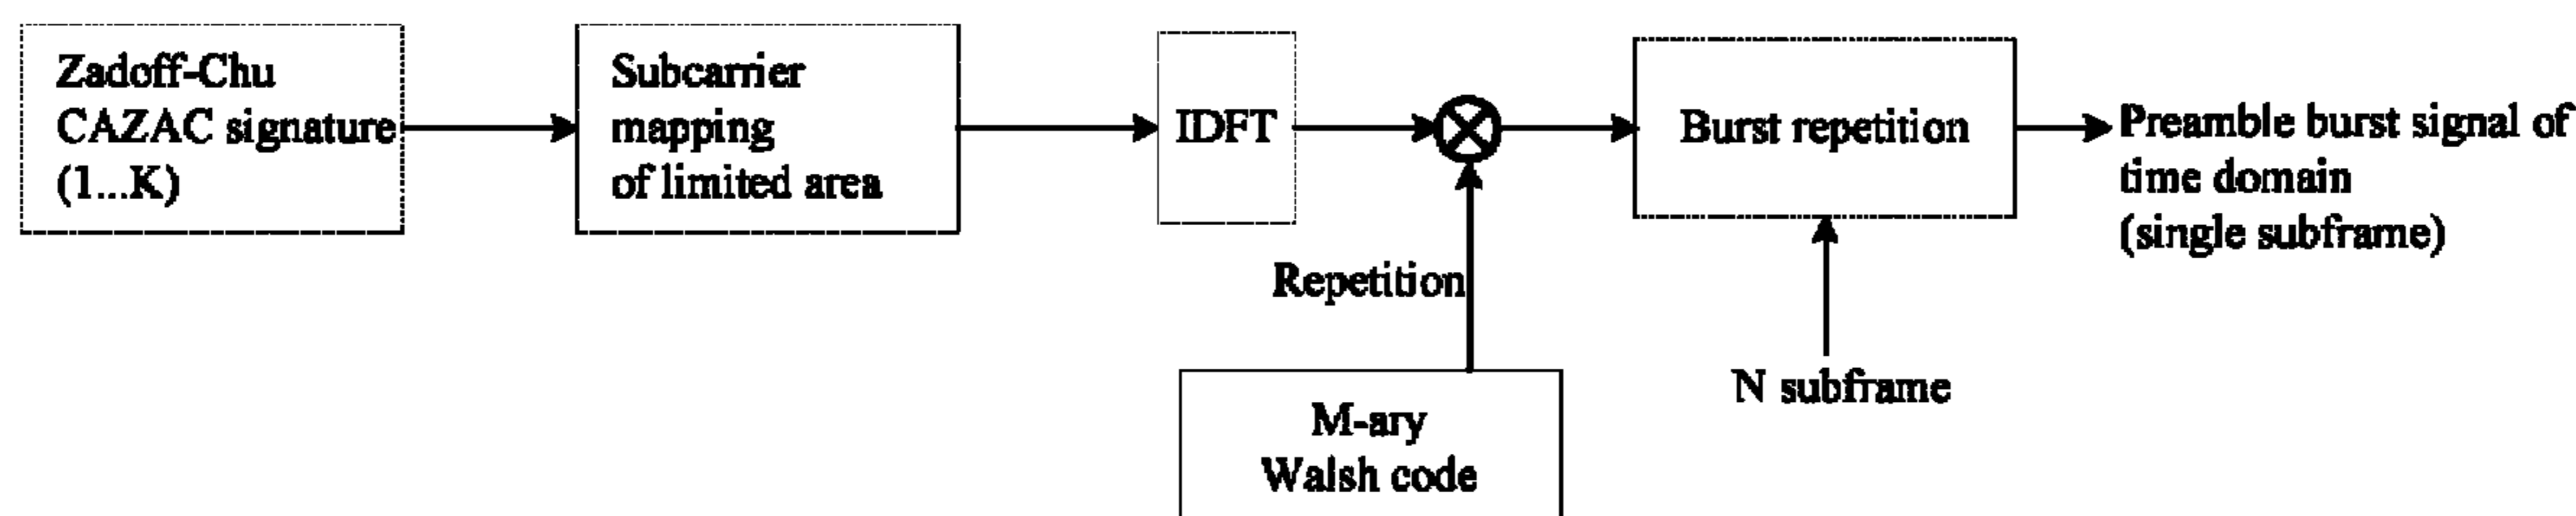 Zadoff-Chu
CAZAC signature
(1...K)
Subcarrier
mapping
of limited area
IDFT
Burst repetition
Preamble burst signal of
time domain
(single subframe)
Repetition
N subframe
M-ary
Walsh code